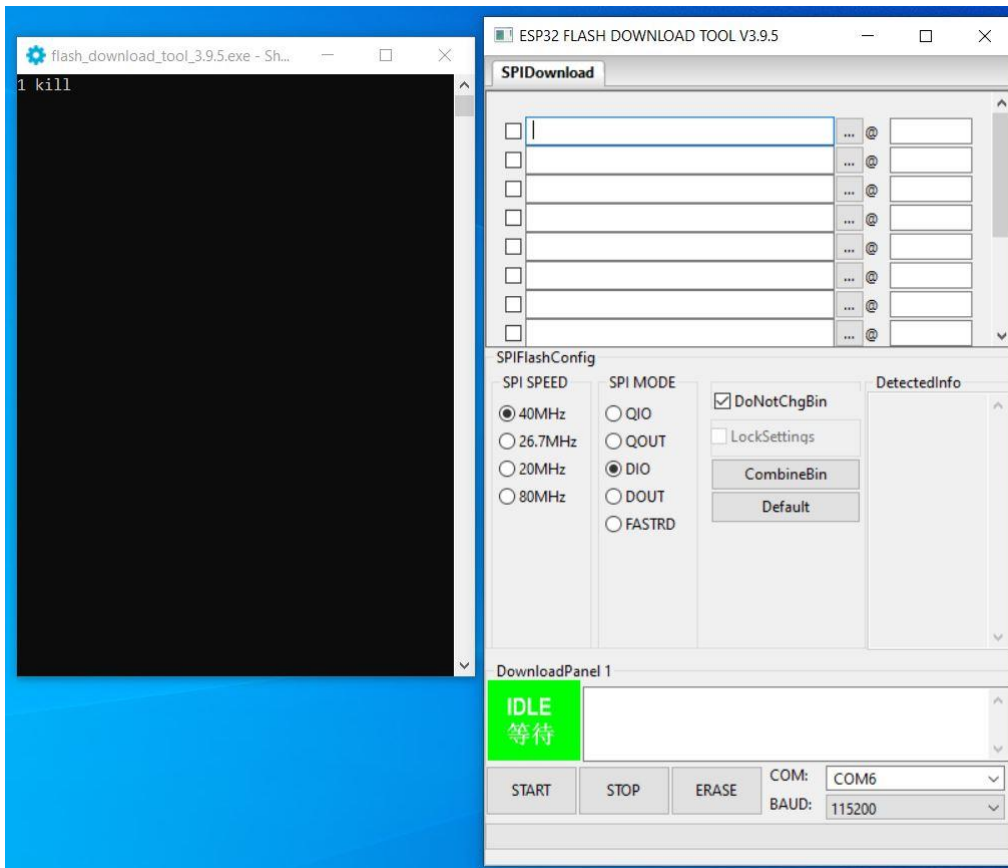 flash_download_tool_3.9.5.exe - Sh...
1 kill
ESP32 FLASH DOWNLOAD TOOL V3.9.5
SPIDownload
... @
... @
... @
... @
... @
... @
... @
... @
SPIFlashConfig
SPI SPEED
40MHz
26.7MHz
20MHz
80MHz
SPI MODE
QIO
QOUT
DIO
DOUT
FASTRD
DoNotChgBin
LockSettings
CombineBin
Default
DetectedInfo
DownloadPanel 1
IDLE
等待
START
STOP
ERASE
COM: COM6
BAUD: 115200